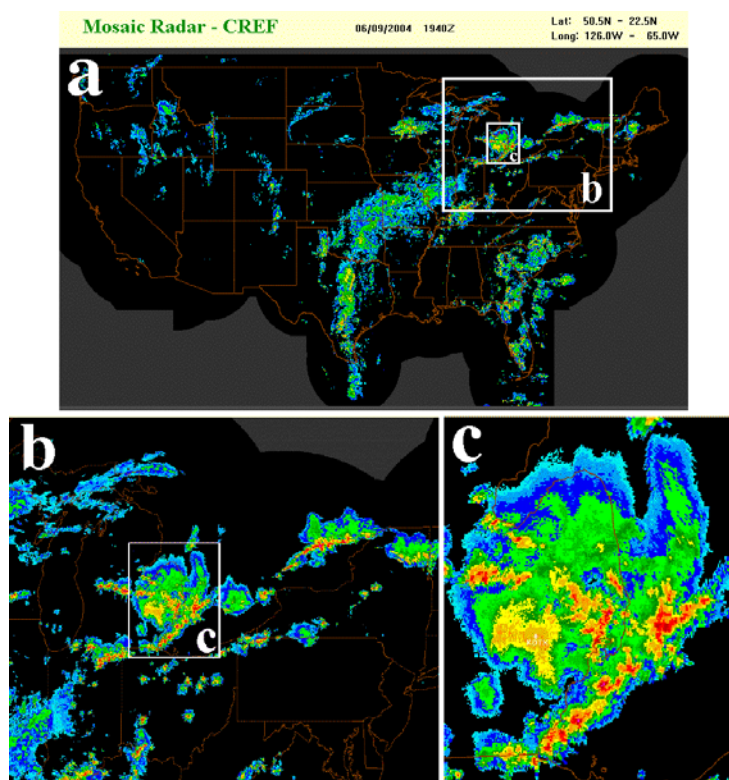 Mosaic Radar - CREF 06/09/2004 1940Z Lat: 50.5N - 22.5N
Long: 126.0W - 65.0W
a
c
b
b
c
c